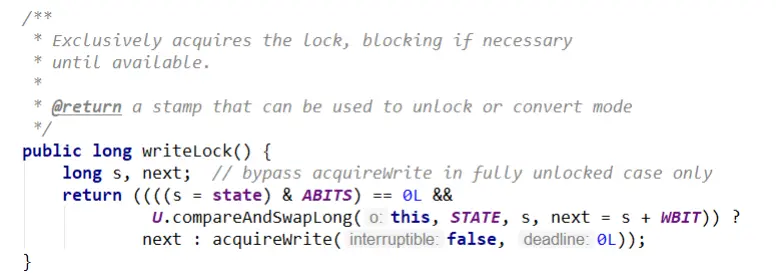 /**
 * Exclusively acquires the lock, blocking if necessary
 * until available.
 *
 * @return a stamp that can be used to unlock or convert mode
 */
public long writeLock() {
    long s, next;  // bypass acquireWrite in fully unlocked case only
    return ((((s = state) & ABITS) == 0L &&
             U.compareAndSwapLong( o: this, STATE, s, next = s + WBIT)) ?
            next : acquireWrite( interruptible: false, deadline: 0L));
}